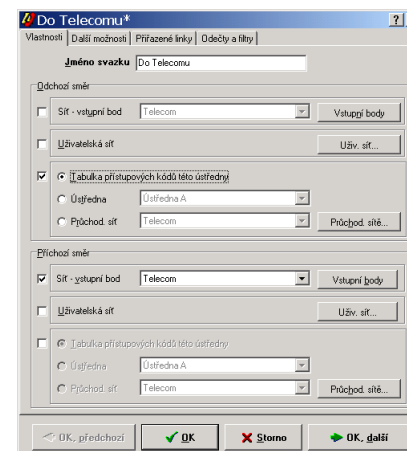 Do Telecomu*
?
Vlastnosti Další možnosti Přiřazené linky Odečty a filtry
Jméno svazku Do Telecomu
Odchozí směr
Síť - vstupní bod Telecom Vstupní body
Uživatelská síť Uživ. síť...
Tabulka přístupových kódů této ústředny
Ústředna Ústředna A
Průchod. síť Telecom Průchod. sítě...
Příchozí směr
Síť - vstupní bod Telecom Vstupní body
Uživatelská síť Uživ. síť...
Tabulka přístupových kódů této ústředny
Ústředna Ústředna A
Průchod. síť Telecom Průchod. sítě...
OK, předchozí OK Storno OK, další